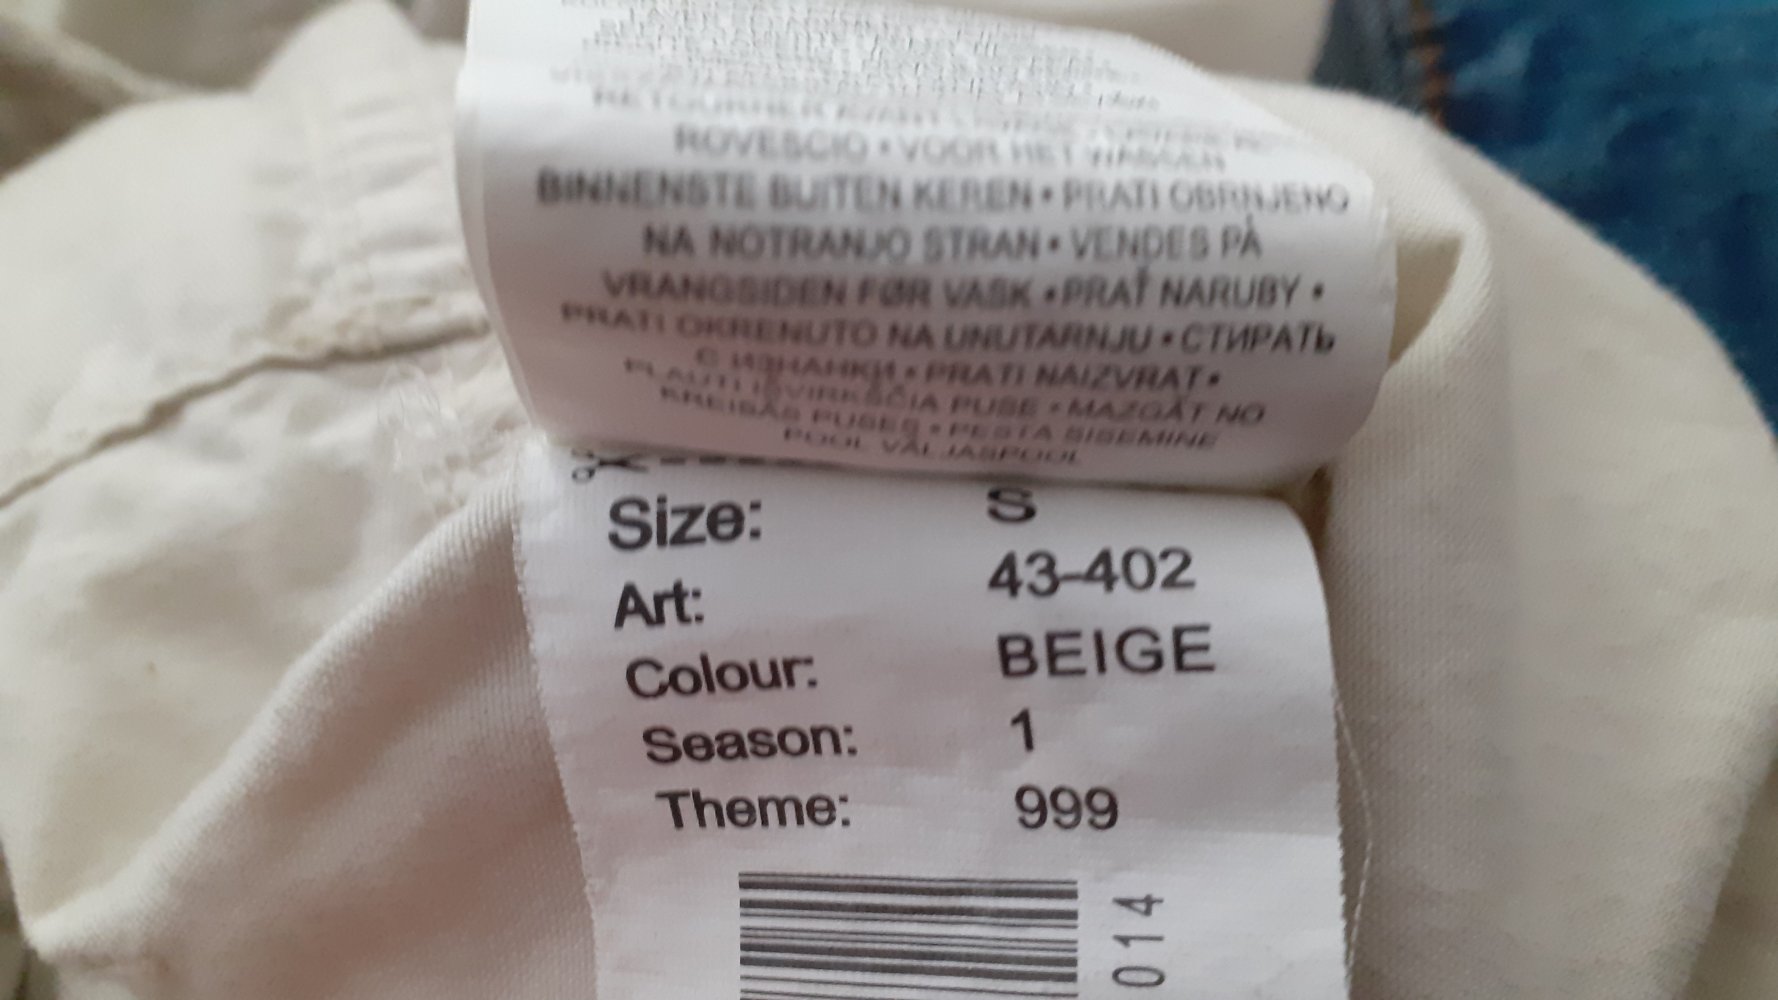 RETOURNER AVANT
ROVESCIO • VOOR HET WASSEN
BINNENSTE BUITEN KEREN • PRATI OBRNJENO
NA NOTRANJO STRAN • VENDES PÅ
VRANGSIDEN FØR VASK • PRAŤ NARUBY •
PRATI OKRENUTO NA UNUTARNJU • СТИРАТЬ
С ИЗНАНКИ • PRATI NAIZVRAT •
PLAUTI IŠVIRKŠČIA PUSE • MAZGĀT NO
KREISĀS PUSES • PESTA SISEMINE
POOL VÄLJASPOOL
Size: S
Art: 43-402
Colour: BEIGE
Season: 1
Theme: 999
014